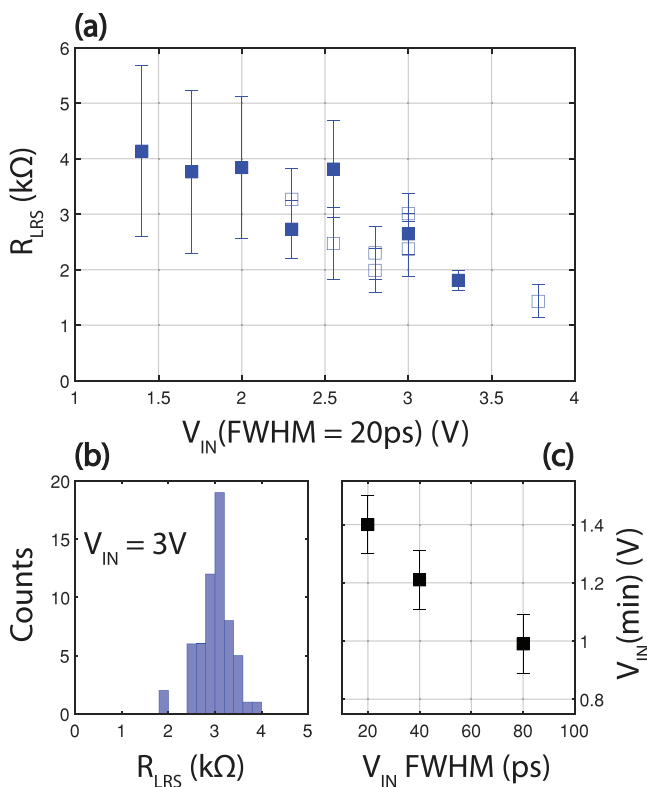 (a)
6
5
4
3
2
1
0
R_LRS (kΩ)
1 1.5 2 2.5 3 3.5 4
V_IN(FWHM = 20ps) (V)
(b)
20
15
10
5
0
Counts
V_IN = 3V
0 1 2 3 4 5
R_LRS (kΩ)
(c)
1.4
1.2
1
0.8
V_IN(min) (V)
20 40 60 80 100
V_IN FWHM (ps)